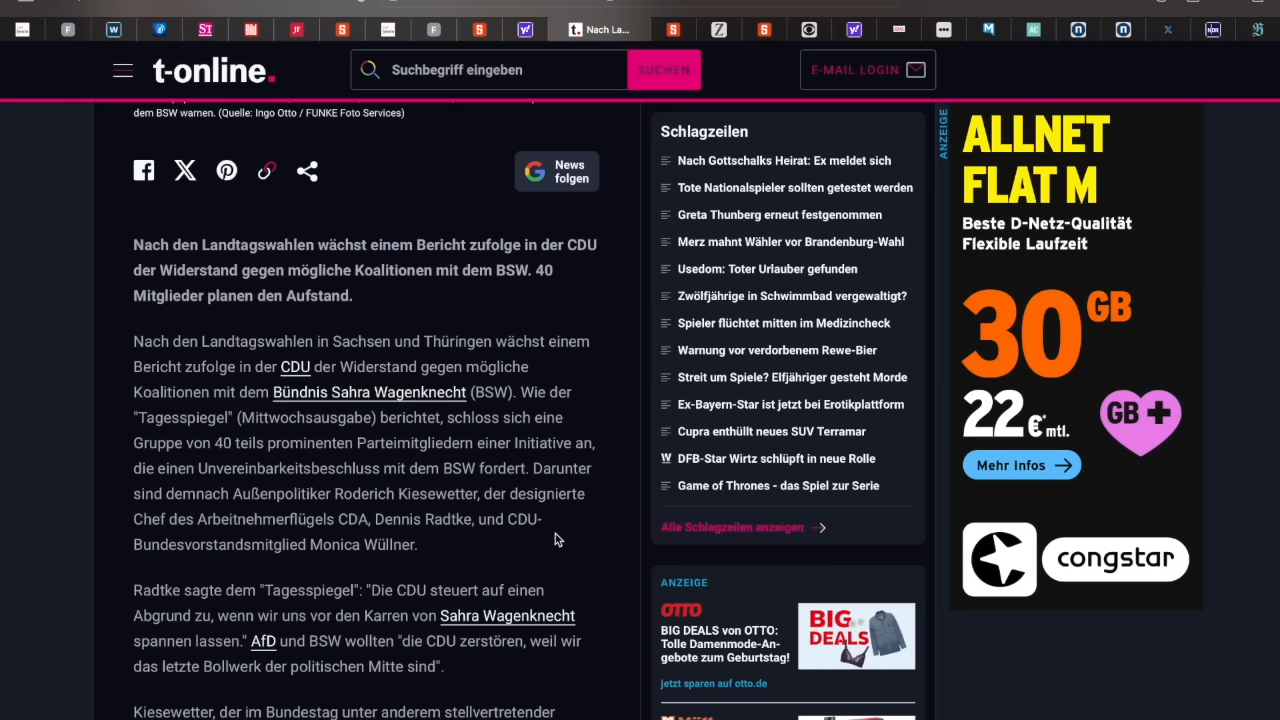 Nach La...
t-online.
Suchbegriff eingeben
SUCHEN
E-MAIL LOGIN
dem BSW warnen. (Quelle: Ingo Otto / FUNKE Foto Services)
News
folgen
Nach den Landtagswahlen wächst einem Bericht zufolge in der CDU
der Widerstand gegen mögliche Koalitionen mit dem BSW. 40
Mitglieder planen den Aufstand.
Nach den Landtagswahlen in Sachsen und Thüringen wächst einem
Bericht zufolge in der CDU der Widerstand gegen mögliche
Koalitionen mit dem Bündnis Sahra Wagenknecht (BSW). Wie der
"Tagesspiegel" (Mittwochsausgabe) berichtet, schloss sich eine
Gruppe von 40 teils prominenten Parteimitgliedern einer Initiative an,
die einen Unvereinbarkeitsbeschluss mit dem BSW fordert. Darunter
sind demnach Außenpolitiker Roderich Kiesewetter, der designierte
Chef des Arbeitnehmerflügels CDA, Dennis Radtke, und CDU-
Bundesvorstandsmitglied Monica Wüllner.
Radtke sagte dem "Tagesspiegel": "Die CDU steuert auf einen
Abgrund zu, wenn wir uns vor den Karren von Sahra Wagenknecht
spannen lassen." AfD und BSW wollten "die CDU zerstören, weil wir
das letzte Bollwerk der politischen Mitte sind".
Kiesewetter, der im Bundestag unter anderem stellvertretender
Schlagzeilen
Nach Gottschalks Heirat: Ex meldet sich
Tote Nationalspieler sollten getestet werden
Greta Thunberg erneut festgenommen
Merz mahnt Wähler vor Brandenburg-Wahl
Usedom: Toter Urlauber gefunden
Zwölfjährige in Schwimmbad vergewaltigt?
Spieler flüchtet mitten im Medizincheck
Warnung vor verdorbenem Rewe-Bier
Streit um Spiele? Elfjähriger gesteht Morde
Ex-Bayern-Star ist jetzt bei Erotikplattform
Cupra enthüllt neues SUV Terramar
DFB-Star Wirtz schlüpft in neue Rolle
Game of Thrones - das Spiel zur Serie
Alle Schlagzeilen anzeigen
ANZEIGE
OTTO
BIG DEALS von OTTO:
Tolle Damenmode-An-
gebote zum Geburtstag!
jetzt sparen auf otto.de
BIG
DEALS
ANZEIGE
ALLNET
FLAT M
Beste D-Netz-Qualität
Flexible Laufzeit
30 GB
22 €* mtl.
GB+
Mehr Infos
congstar